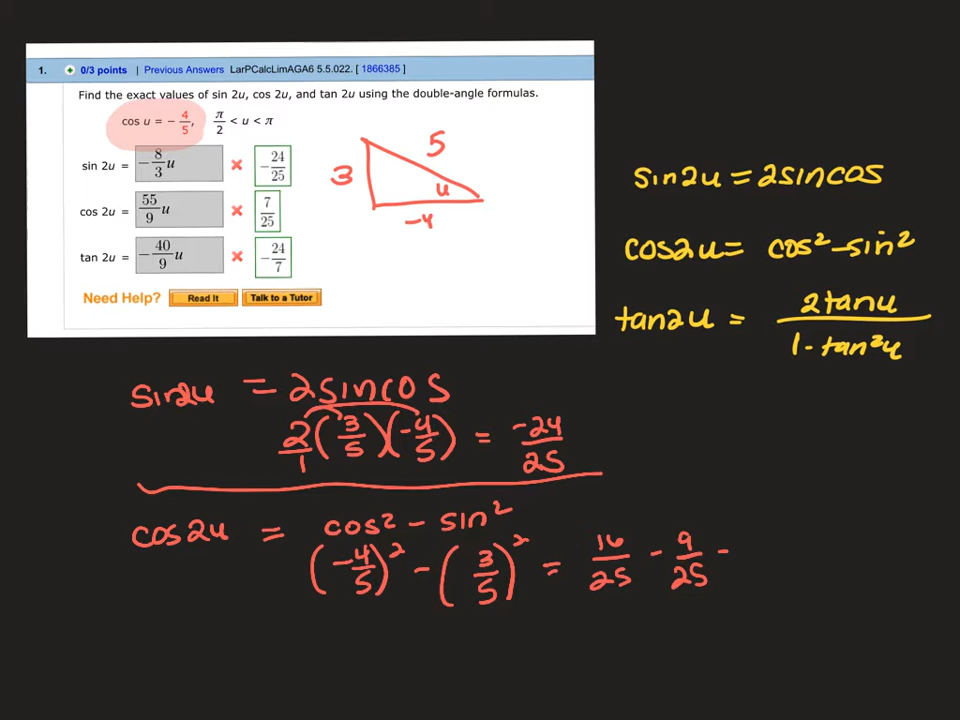 1. 0/3 points | Previous Answers LarPCalcLimAGA6 5.5.022. [ 1866385 ]
Find the exact values of sin 2u, cos 2u, and tan 2u using the double-angle formulas.
cos u = - 4/5, π/2 < u < π
sin 2u = -8/3 u ✖ -24/25
cos 2u = 55/9 u ✖ 7/25
tan 2u = -40/9 u ✖ -24/7
Need Help? Read It Talk to a Tutor
5
3
u
-4
sin2u = 2sincos
cos2u = cos² - sin²
tan2u = 2tanu / 1 - tan²u
sin2u = 2sincos
2/1 (3/5)(-4/5) = -24/25
cos2u = cos² - sin²
(-4/5)² - (3/5)² = 16/25 - 9/25 -